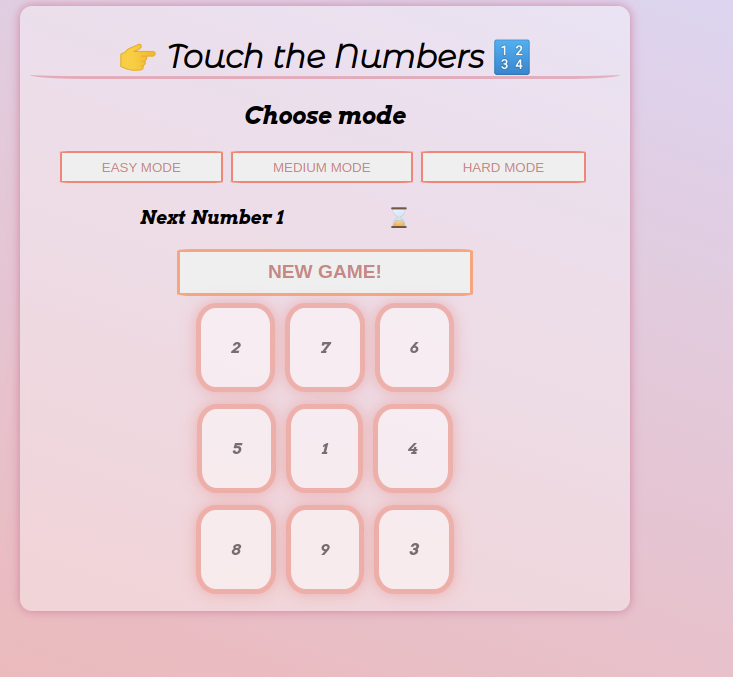 👉 Touch the Numbers 🔢
Choose mode
EASY MODE MEDIUM MODE HARD MODE
Next Number 1 ⌛
NEW GAME!
2 7 6
5 1 4
8 9 3